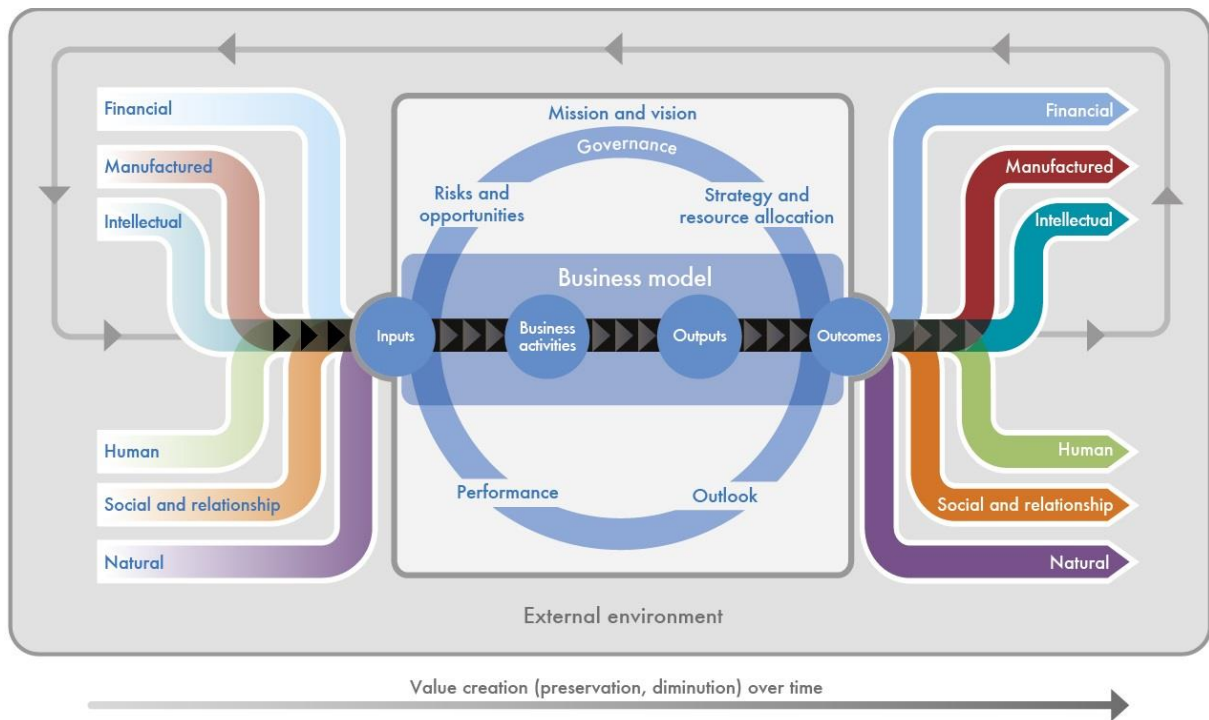 Financial
Manufactured
Intellectual
Human
Social and relationship
Natural
Mission and vision
Governance
Risks and
opportunities
Strategy and
resource allocation
Business model
Inputs
Business
activities
Outputs
Outcomes
Performance
Outlook
Financial
Manufactured
Intellectual
Human
Social and relationship
Natural
External environment
Value creation (preservation, diminution) over time